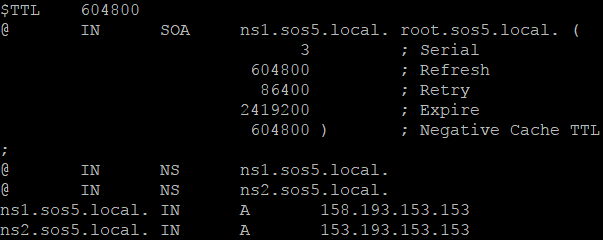 $TTL    604800
@       IN      SOA     ns1.sos5.local. root.sos5.local. (
                              3         ; Serial
                         604800         ; Refresh
                          86400         ; Retry
                        2419200         ; Expire
                         604800 )       ; Negative Cache TTL
;
@       IN      NS      ns1.sos5.local.
@       IN      NS      ns2.sos5.local.
ns1.sos5.local. IN      A       158.193.153.153
ns2.sos5.local. IN      A       153.193.153.153